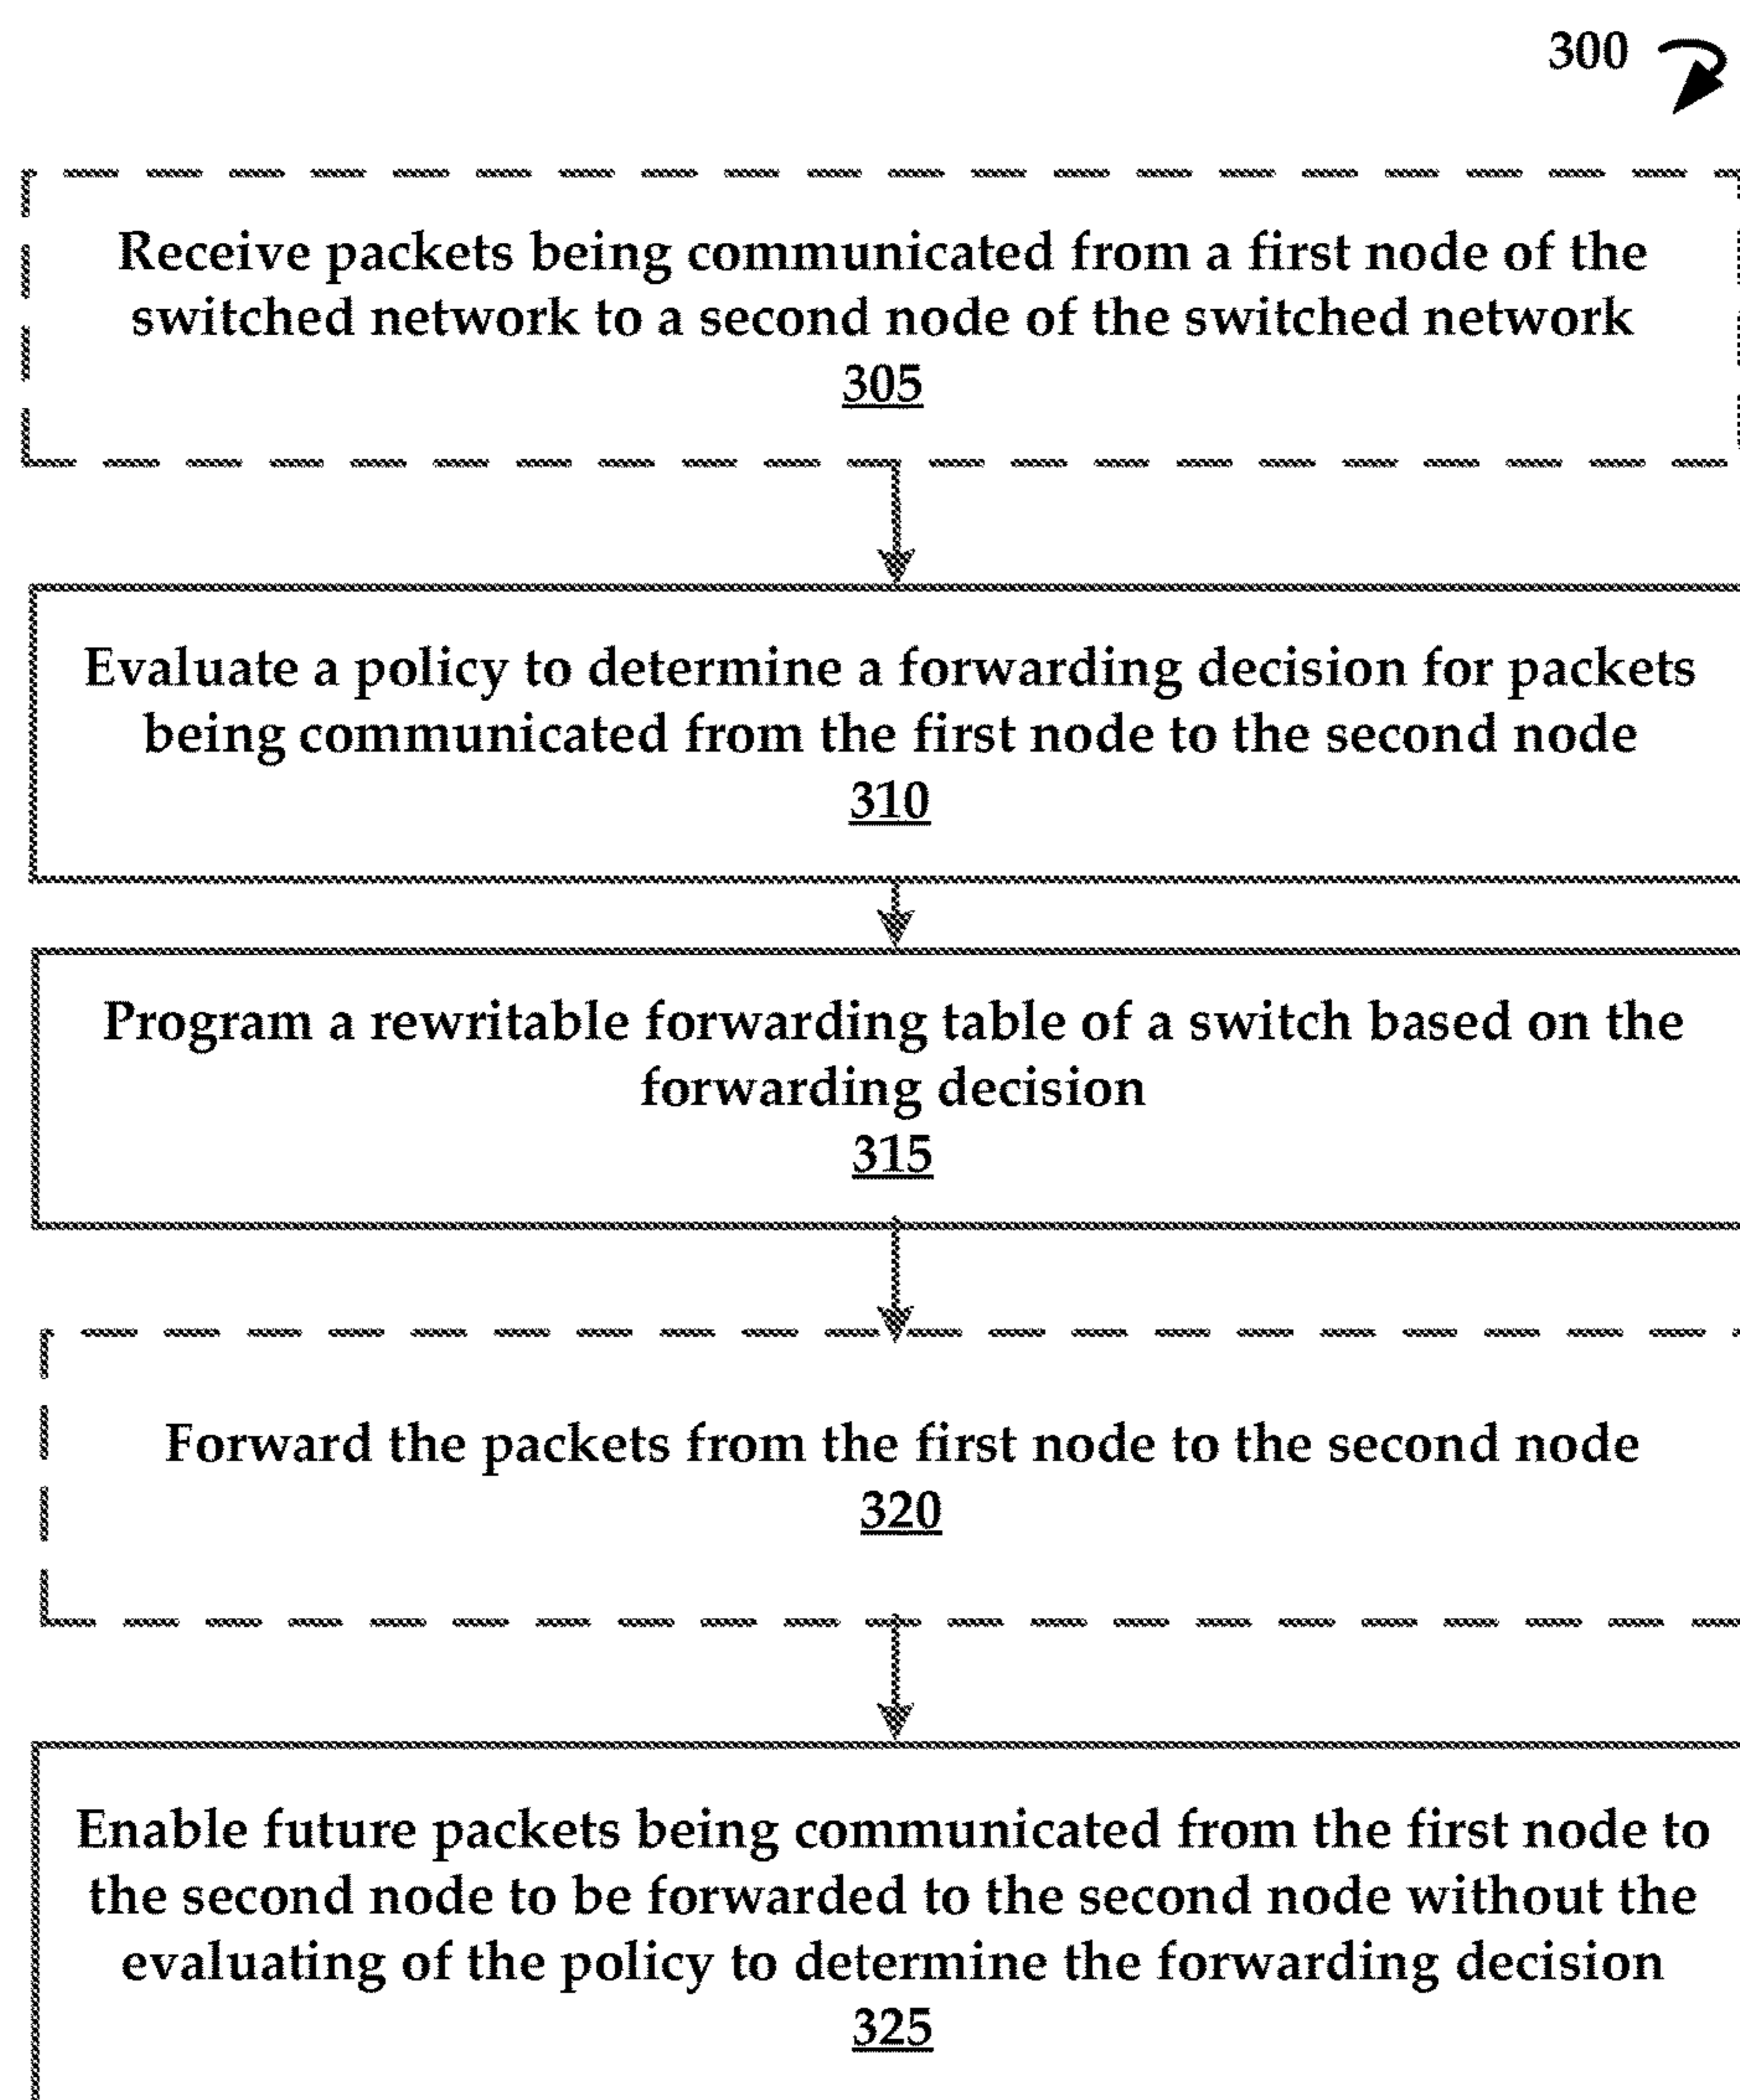 300
Receive packets being communicated from a first node of the
switched network to a second node of the switched network
305
Evaluate a policy to determine a forwarding decision for packets
being communicated from the first node to the second node
310
Program a rewritable forwarding table of a switch based on the
forwarding decision
315
Forward the packets from the first node to the second node
320
Enable future packets being communicated from the first node to
the second node to be forwarded to the second node without the
evaluating of the policy to determine the forwarding decision
325